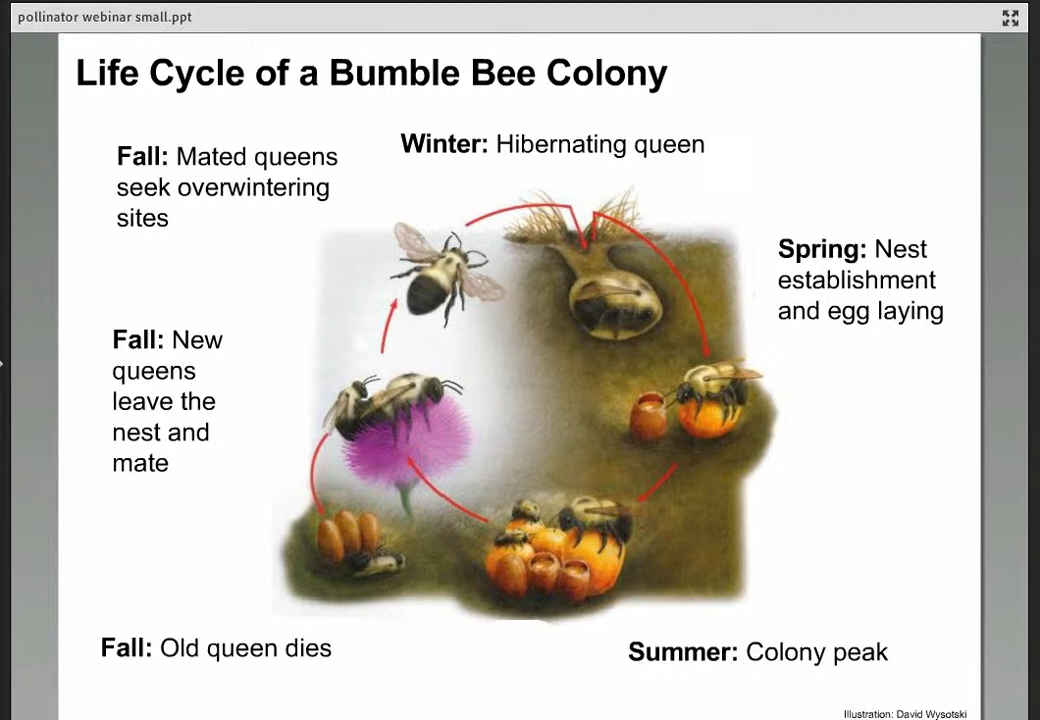 pollinator webinar small.ppt
Life Cycle of a Bumble Bee Colony
Winter: Hibernating queen
Fall: Mated queens
seek overwintering
sites
Spring: Nest
establishment
and egg laying
Fall: New
queens
leave the
nest and
mate
Fall: Old queen dies
Summer: Colony peak
Illustration: David Wysotski